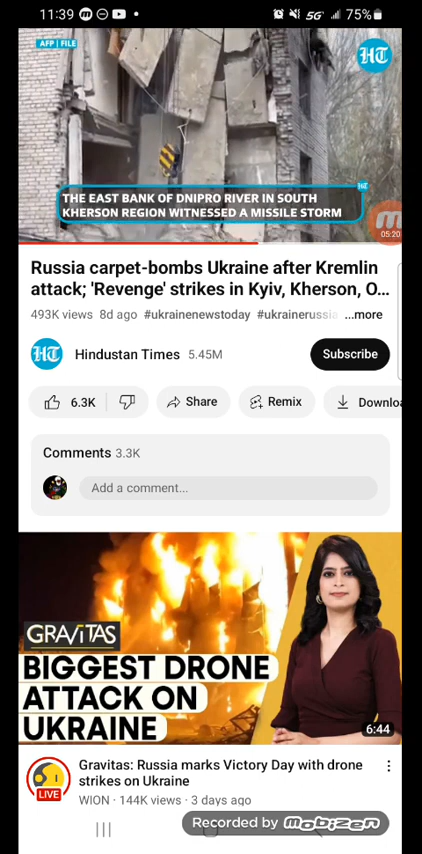 11:39
5G
75%
AFP | FILE
HT
HT
THE EAST BANK OF DNIPRO RIVER IN SOUTH
KHERSON REGION WITNESSED A MISSILE STORM
05:20
Russia carpet-bombs Ukraine after Kremlin
attack; 'Revenge' strikes in Kyiv, Kherson, O...
493K views 8d ago #ukrainenewstoday #ukrainerussia ...more
HT Hindustan Times 5.45M Subscribe
6.3K Share Remix Downloa
Comments 3.3K
Add a comment...
GRAVITAS
BIGGEST DRONE
ATTACK ON
UKRAINE
6:44
Gravitas: Russia marks Victory Day with drone
strikes on Ukraine
LIVE
WION · 144K views · 3 days ago
Recorded by mobizen